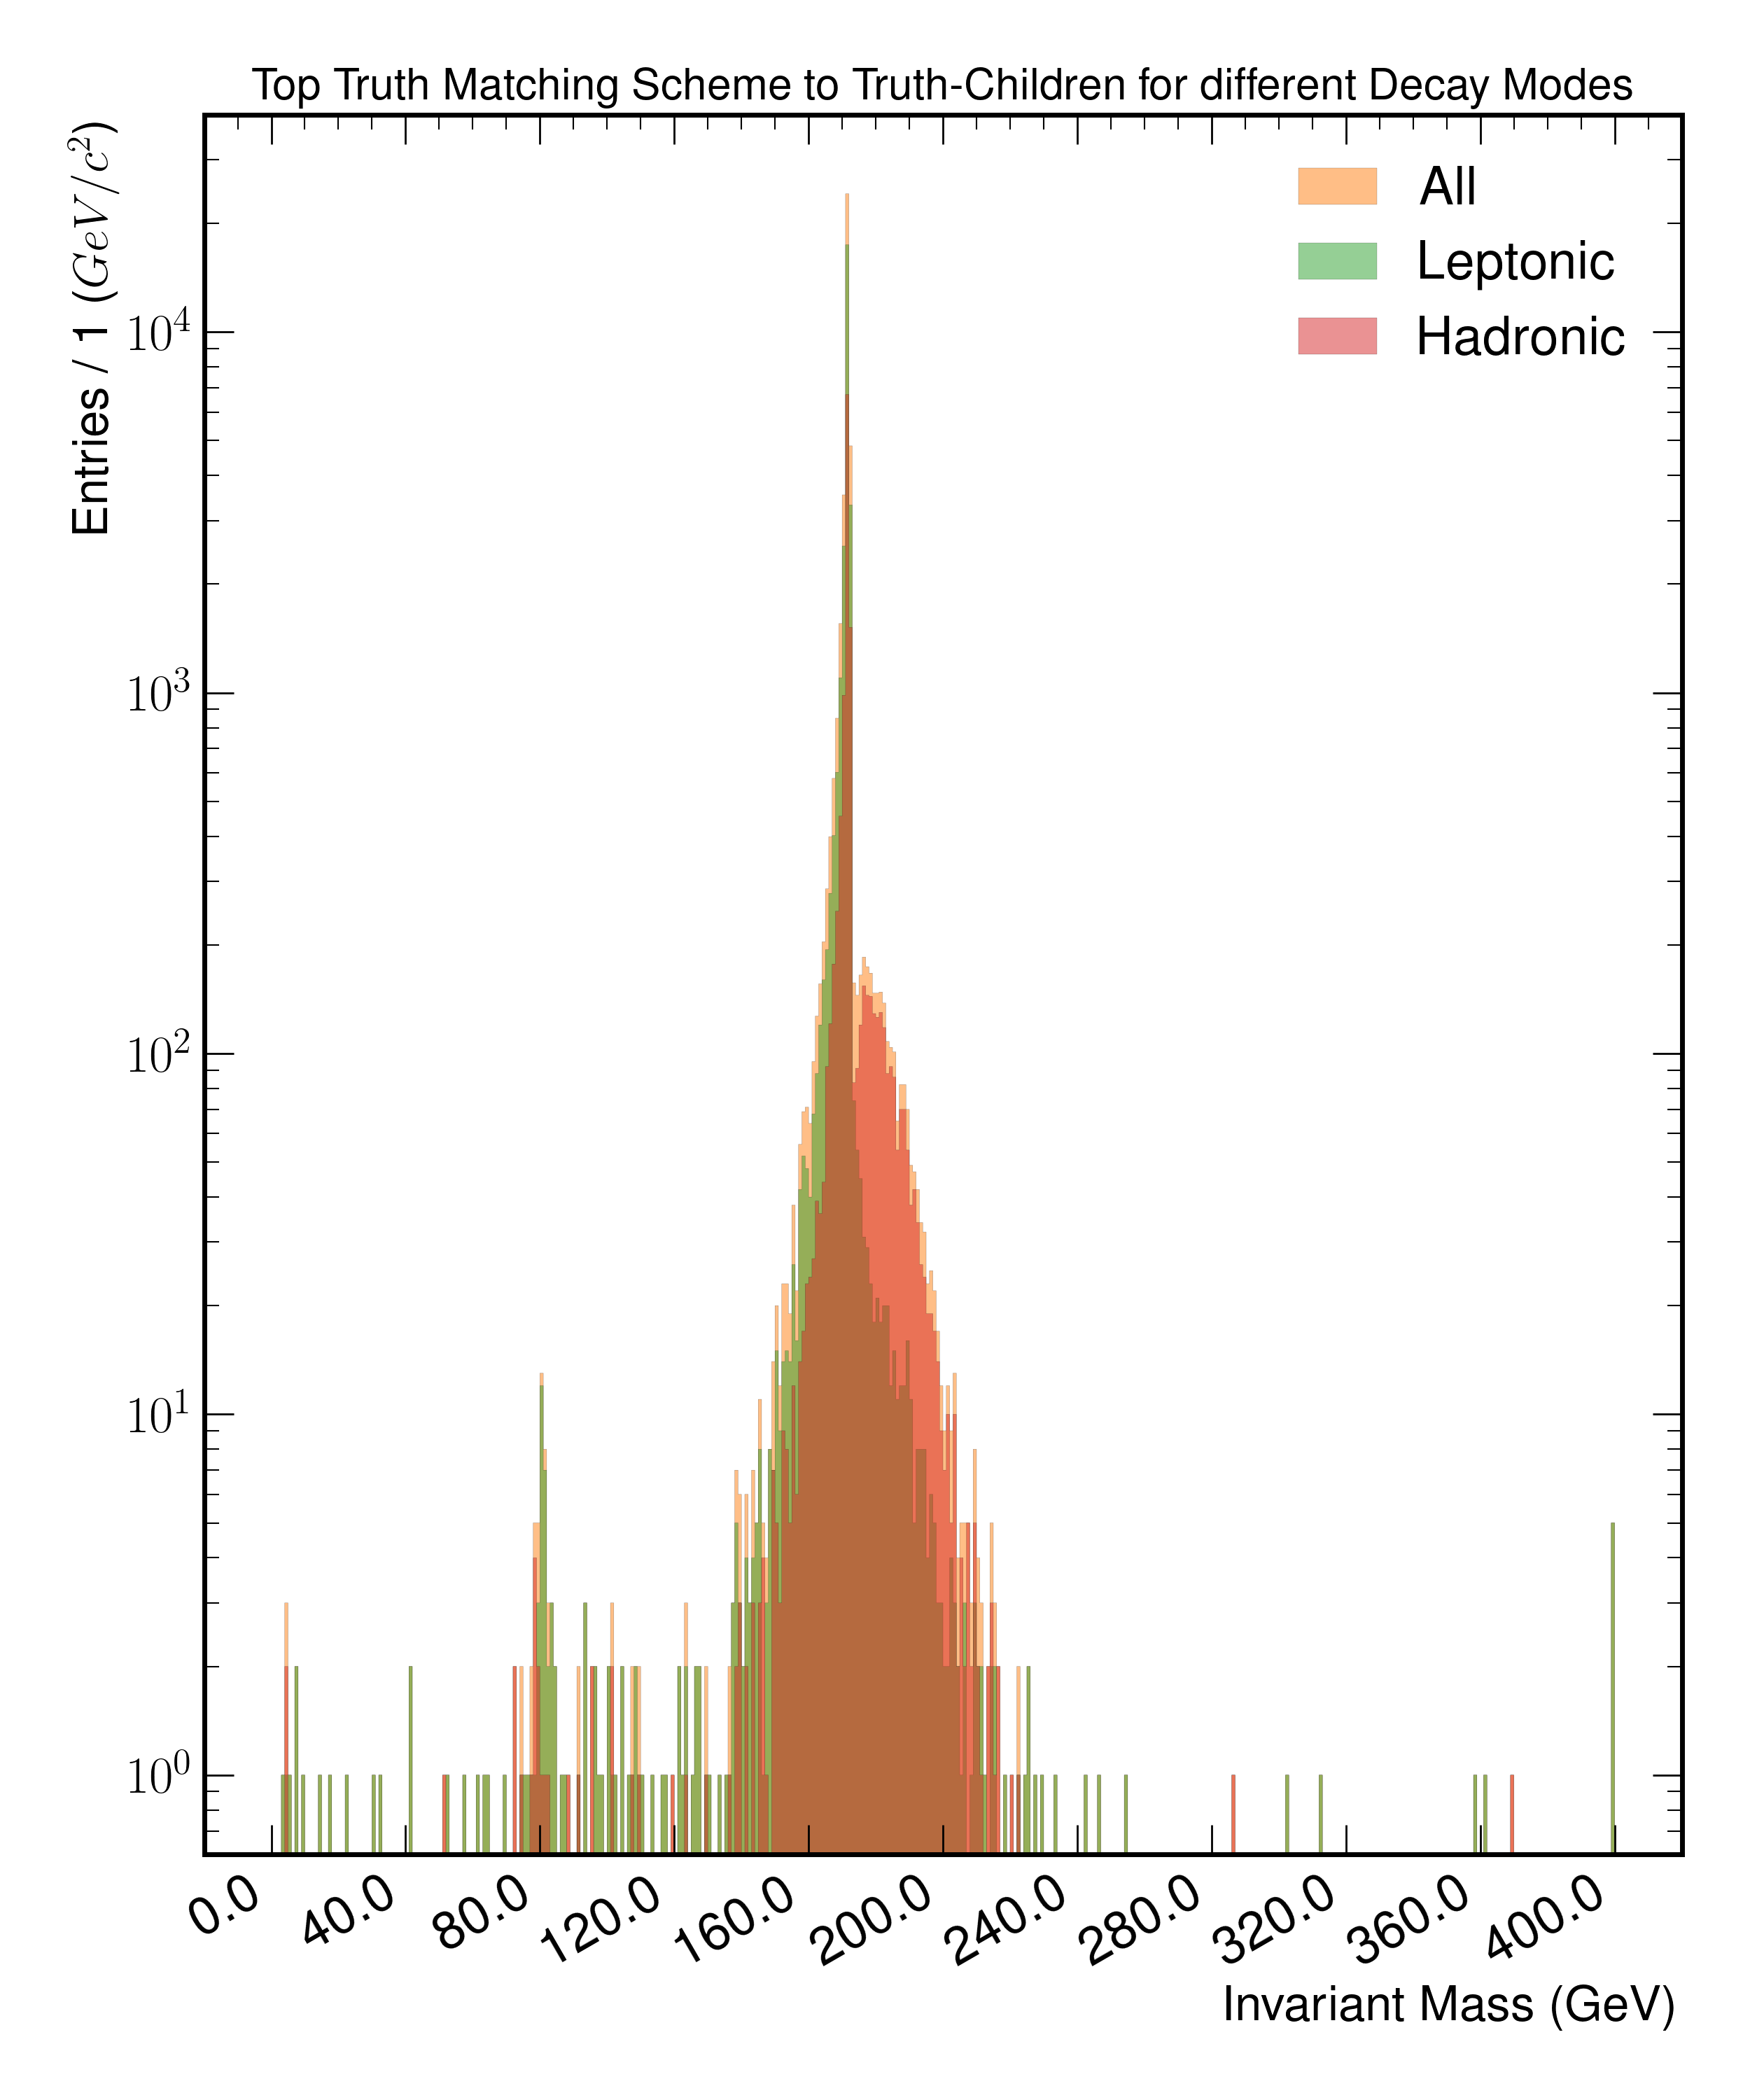 Top Truth Matching Scheme to Truth-Children for different Decay Modes
Entries / 1 (GeV/c²)
All
Leptonic
Hadronic
10⁴
10³
10²
10¹
10⁰
0.0 40.0 80.0 120.0 160.0 200.0 240.0 280.0 320.0 360.0 400.0
Invariant Mass (GeV)